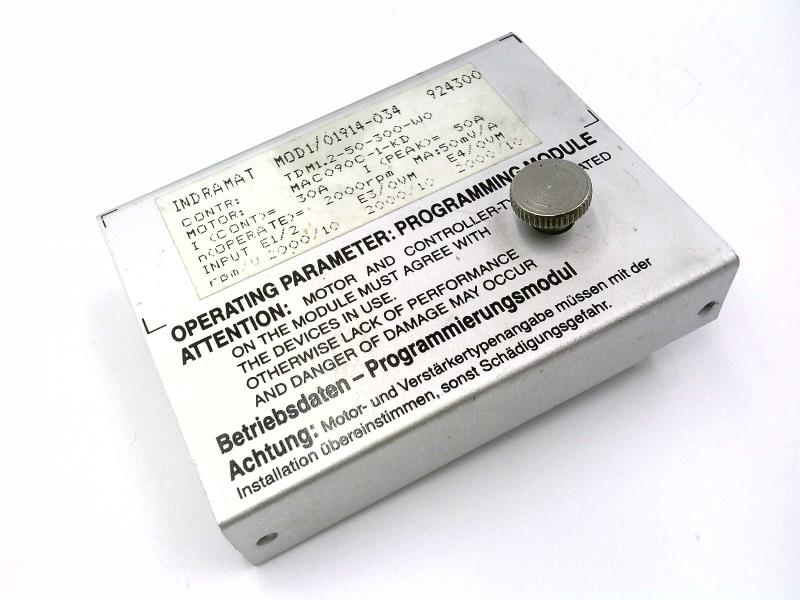 INDRAMAT MOD1/01914-034 924300
CONTR: TDM1.2-50-300-W0
MOTOR: MAC090C-1-KD
I (CONT)= 30A I (PEAK)= 50A
n(OPERATE)= 2000rpm MA:50mV/A
INPUT E1/2 E3/0VM E4/0VM
rpm/V 2000/10 2000/10
OPERATING PARAMETER: PROGRAMMING MODULE
ATTENTION: MOTOR AND CONTROLLER-
ON THE MODULE MUST AGREE WITH
THE DEVICES IN USE.
OTHERWISE LACK OF PERFORMANCE
AND DANGER OF DAMAGE MAY OCCUR
Betriebsdaten – Programmierungsmodul
Achtung: Motor- und Verstärkertypenangabe müssen mit der
Installation übereinstimmen, sonst Schädigungsgefahr.